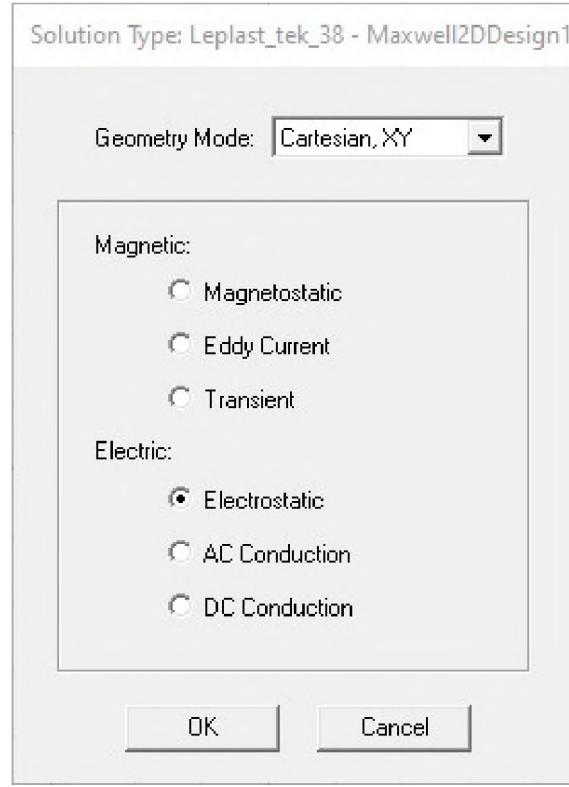 Solution Type: Leplast_tek_38 - Maxwell2DDesign1
Geometry Mode: Cartesian, XY
Magnetic:
Magnetostatic
Eddy Current
Transient
Electric:
Electrostatic
AC Conduction
DC Conduction
OK Cancel